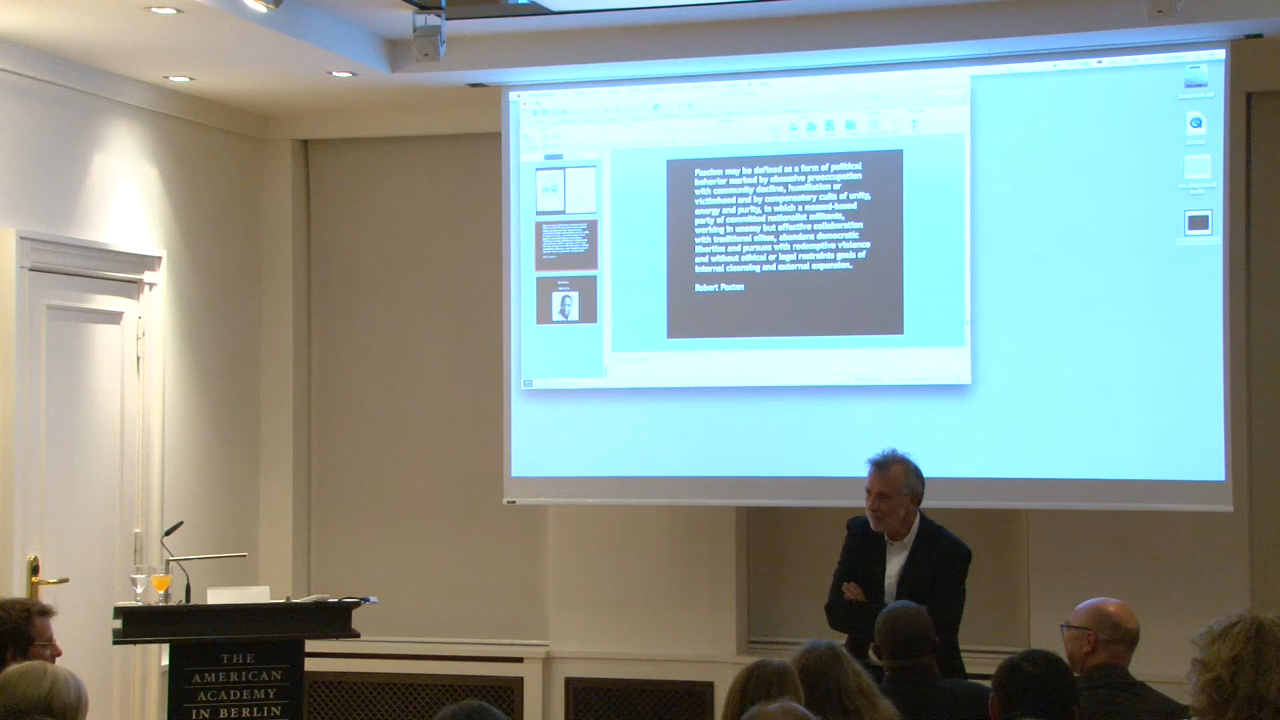 Fascism may be defined as a form of political
behavior marked by obsessive preoccupation
with community decline, humiliation or
victimhood and by compensatory cults of unity,
energy and purity, in which a massed-based
party of committed nationalist militants,
working in uneasy but effective collaboration
with traditional elites, abandons democratic
liberties and pursues with redemptive violence
and without ethical or legal restraints goals of
internal cleansing and external expansion.
Robert Paxton
THE
AMERICAN
ACADEMY
IN BERLIN